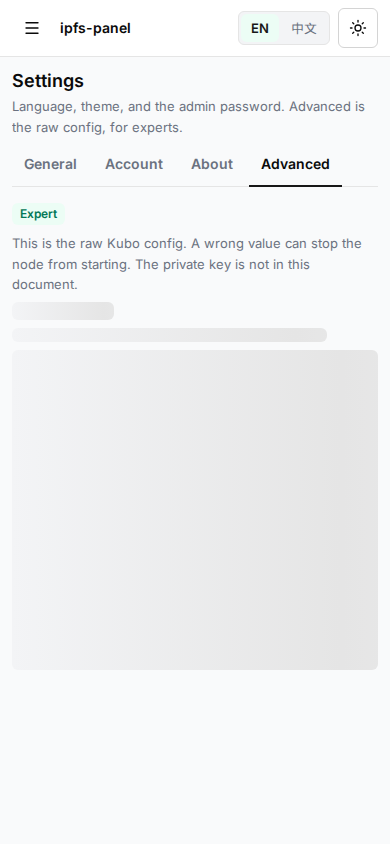 ipfs-panel
EN
中文
Settings
Language, theme, and the admin password. Advanced is
the raw config, for experts.
General
Account
About
Advanced
Expert
This is the raw Kubo config. A wrong value can stop the
node from starting. The private key is not in this
document.